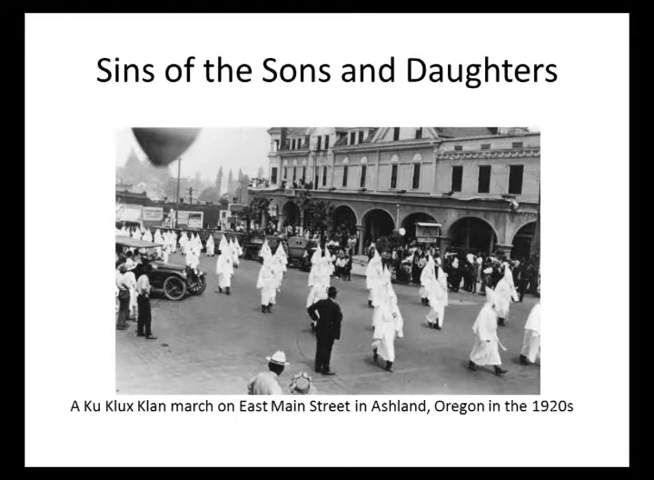 Sins of the Sons and Daughters
A Ku Klux Klan march on East Main Street in Ashland, Oregon in the 1920s